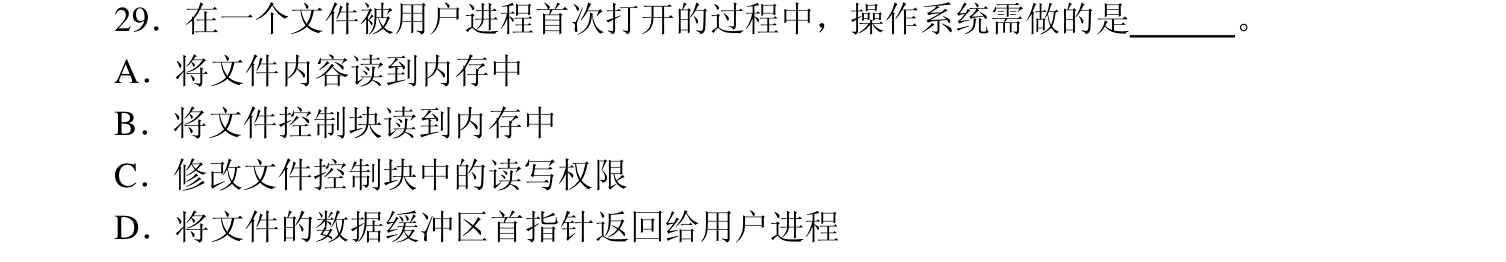 29．在一个文件被用户进程首次打开的过程中，操作系统需做的是______。
A．将文件内容读到内存中
B．将文件控制块读到内存中
C．修改文件控制块中的读写权限
D．将文件的数据缓冲区首指针返回给用户进程